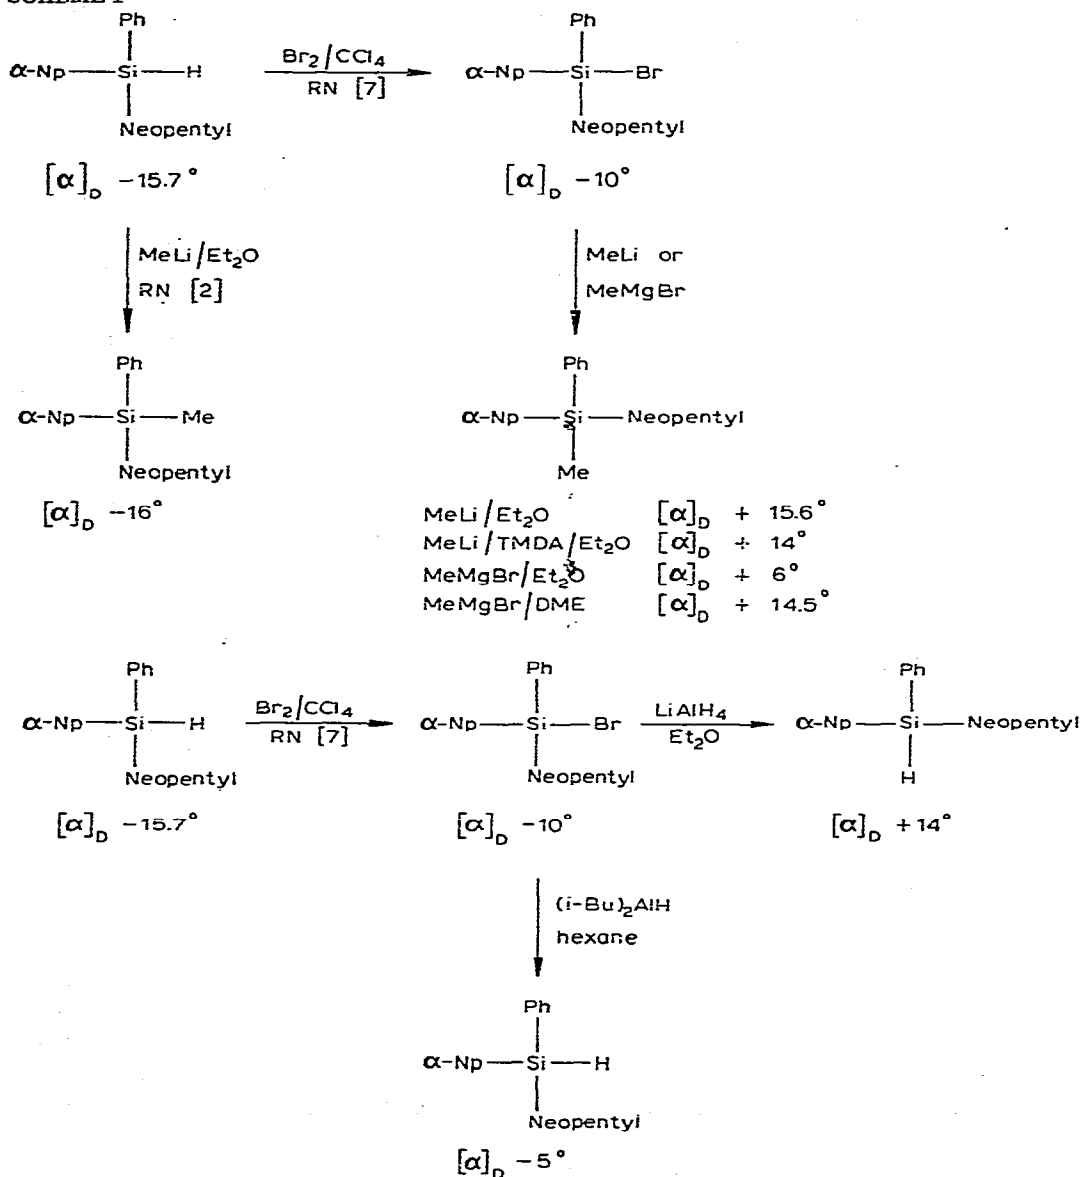 Ph
Br₂/CCl₄
α-Np—Si—H
RN [7]
Neopentyl
[α]D -15.7°
Ph
α-Np—Si—Br
Neopentyl
[α]D -10°
MeLi/Et₂O
RN [2]
MeLi or
MeMgBr
Ph
α-Np—Si—Me
Neopentyl
[α]D -16°
Ph
α-Np—Si—Neopentyl
Me
MeLi/Et₂O [α]D + 15.6°
MeLi/TMDA/Et₂O [α]D + 14°
MeMgBr/Et₂O [α]D + 6°
MeMgBr/DME [α]D + 14.5°
Ph
α-Np—Si—H
Neopentyl
[α]D -15.7°
Br₂/CCl₄
RN [7]
Ph
α-Np—Si—Br
Neopentyl
[α]D -10°
LiAlH₄
Et₂O
Ph
α-Np—Si—Neopentyl
H
[α]D +14°
(i-Bu)₂AlH
hexane
Ph
α-Np—Si—H
Neopentyl
[α]D -5°